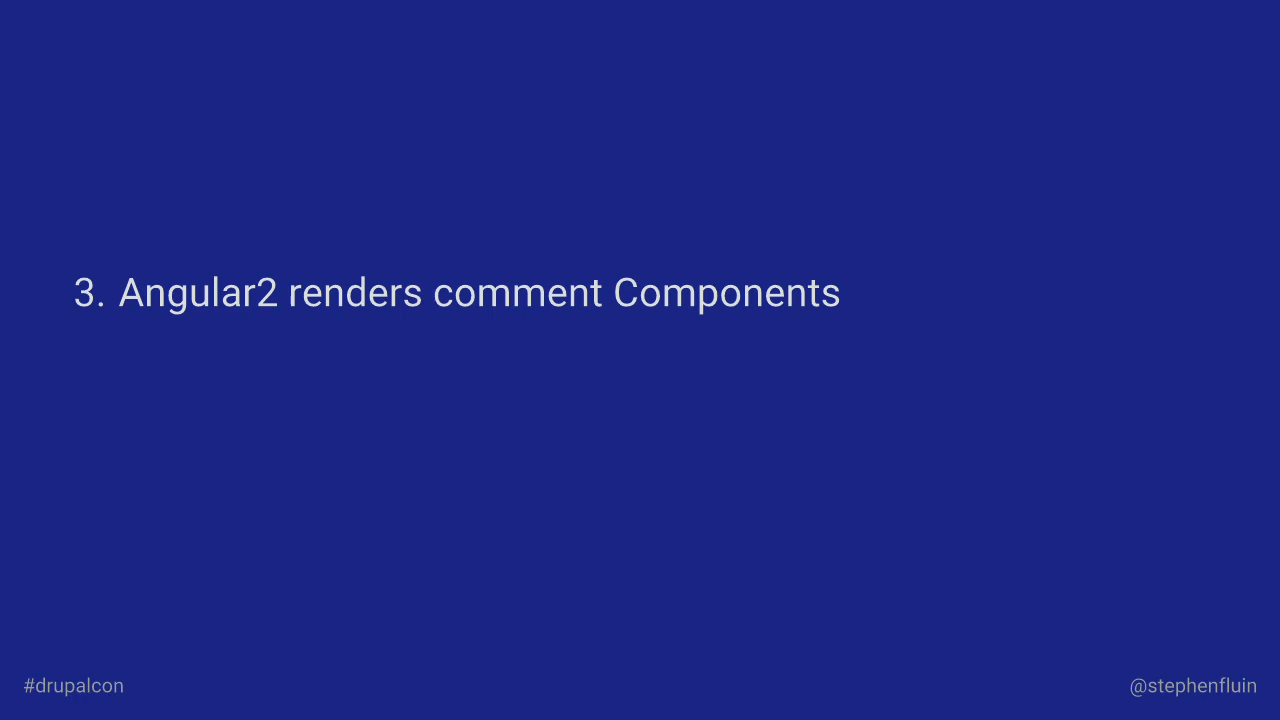 3. Angular2 renders comment Components
#drupalcon
@stephenfluin